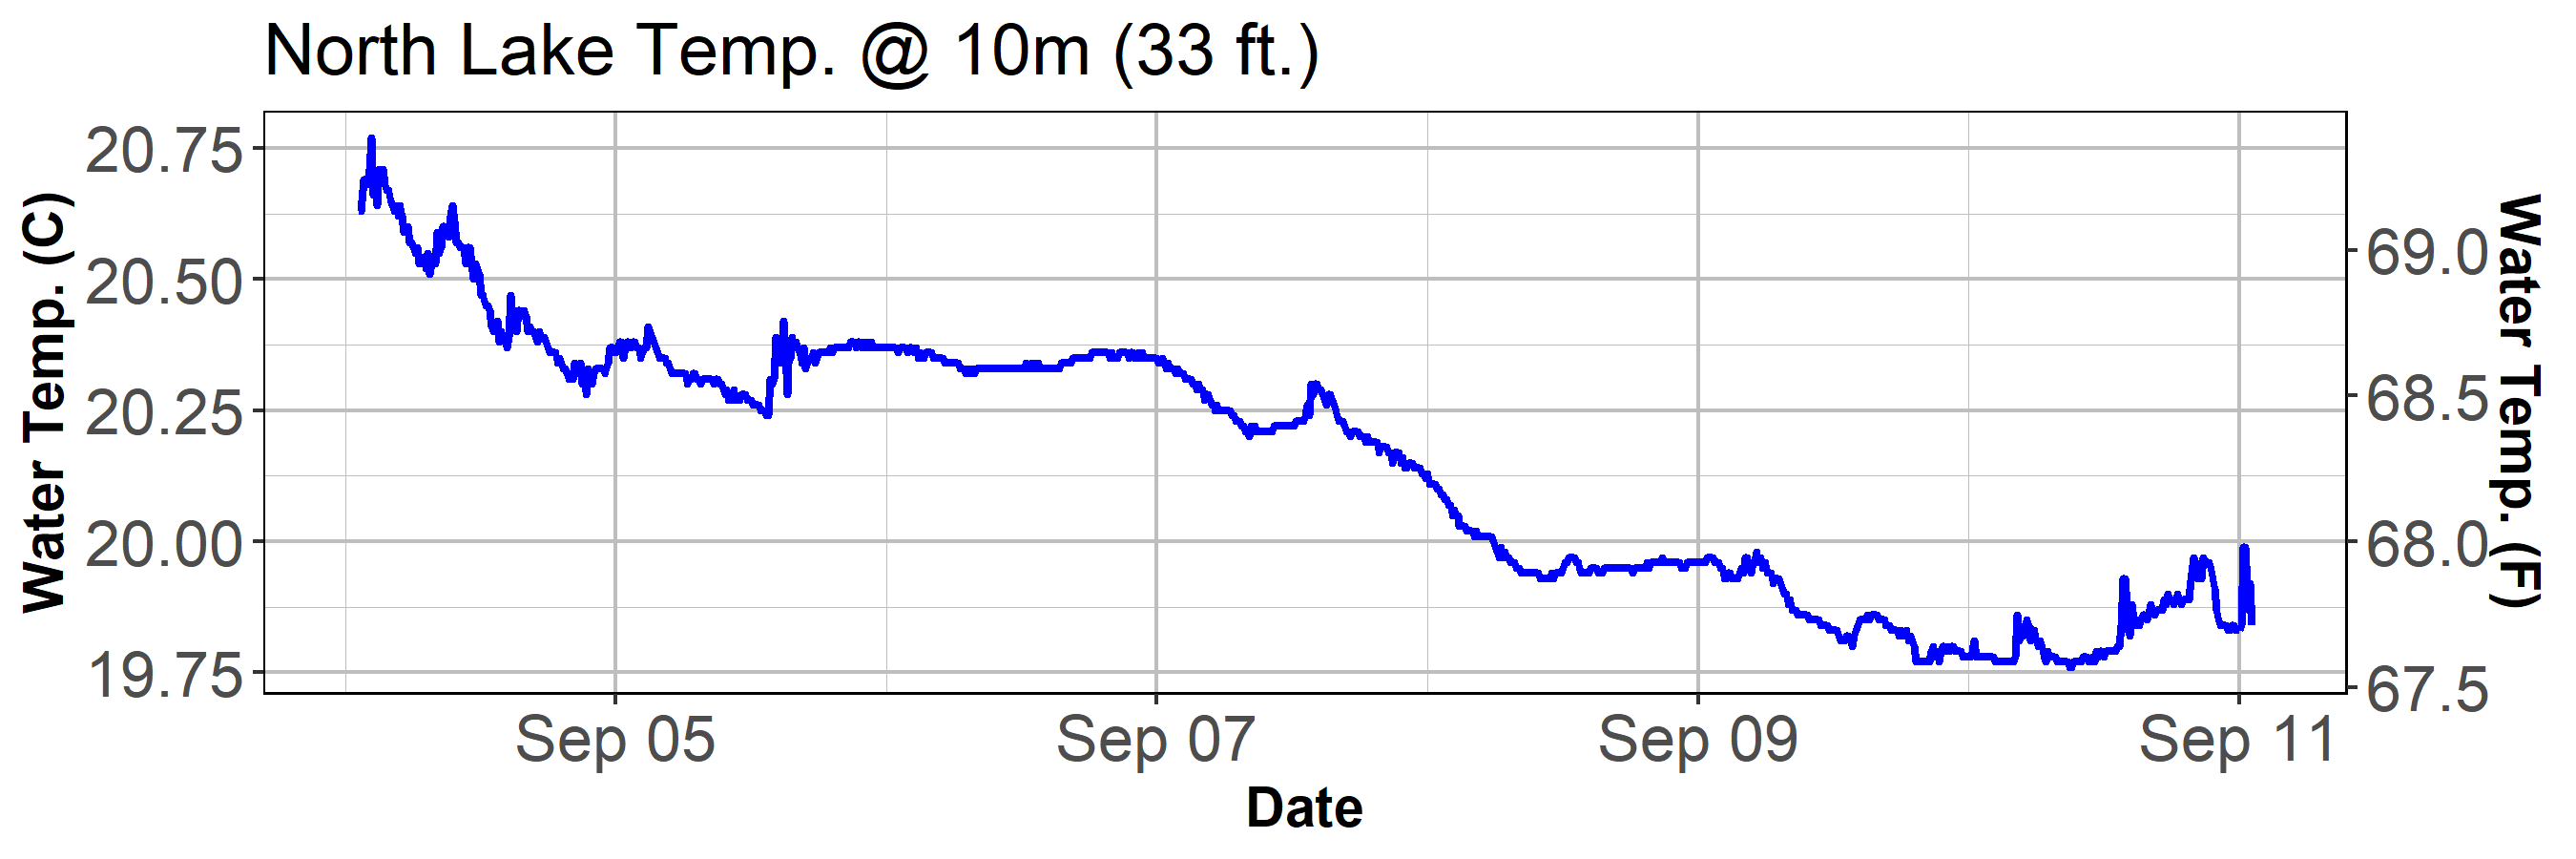 North Lake Temp. @ 10m (33 ft.)
Water Temp. (C)
20.75
20.50
20.25
20.00
19.75
69.0
68.5
68.0
67.5
Water Temp. (F)
Sep 05
Sep 07
Sep 09
Sep 11
Date